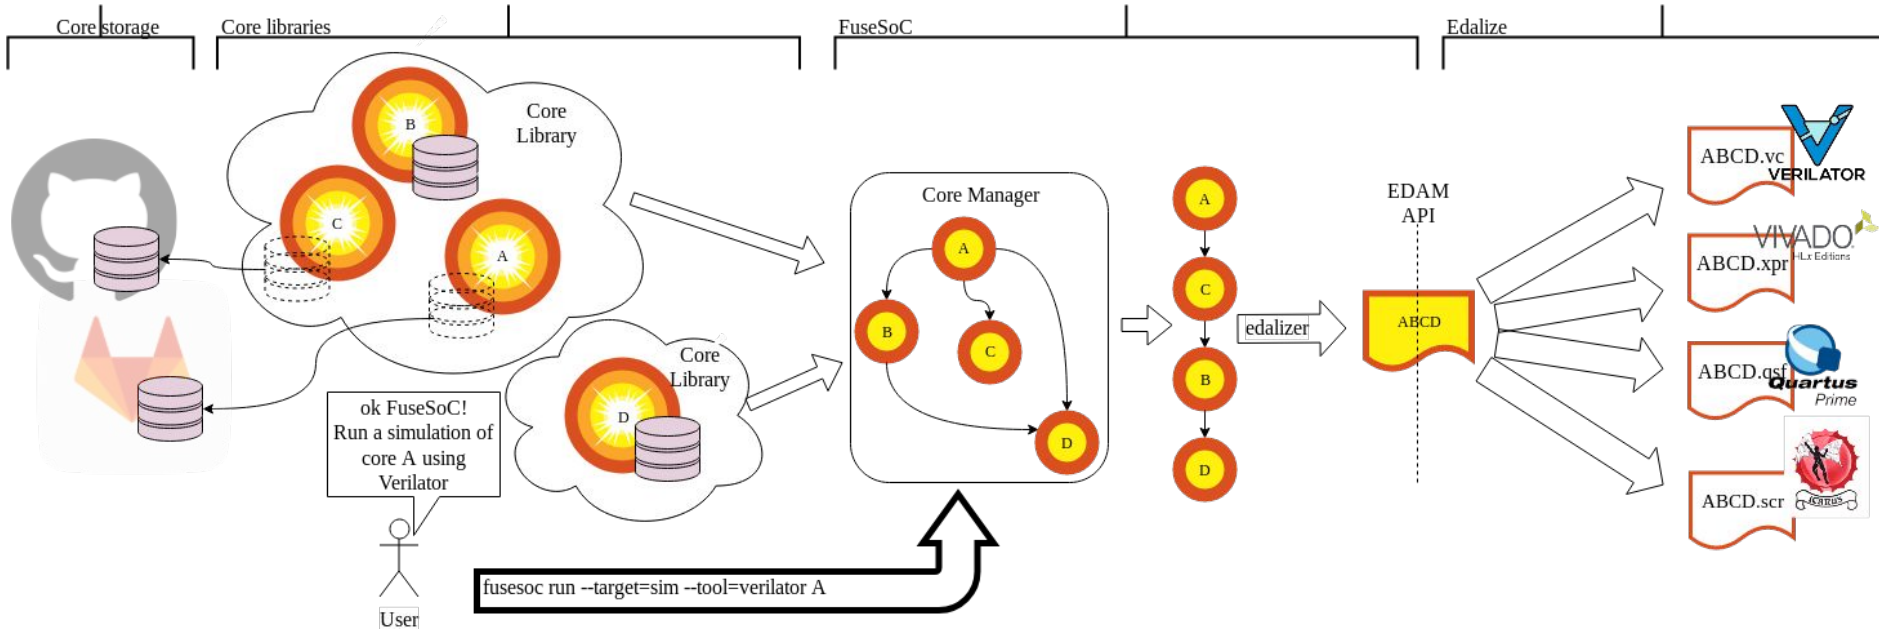 Core storage
Core libraries
FuseSoC
Edalize
B
Core
Library
C
A
Core
Library
D
ok FuseSoC!
Run a simulation of
core A using
Verilator
User
fusesoc run --target=sim --tool=verilator A
Core Manager
A
B
C
D
A
C
B
D
edalizer
EDAM
API
ABCD
ABCD.vc
VERILATOR
VIVADO
HLx Editions
ABCD.xpr
ABCD.qsf
Quartus
Prime
ICARUS
ABCD.scr